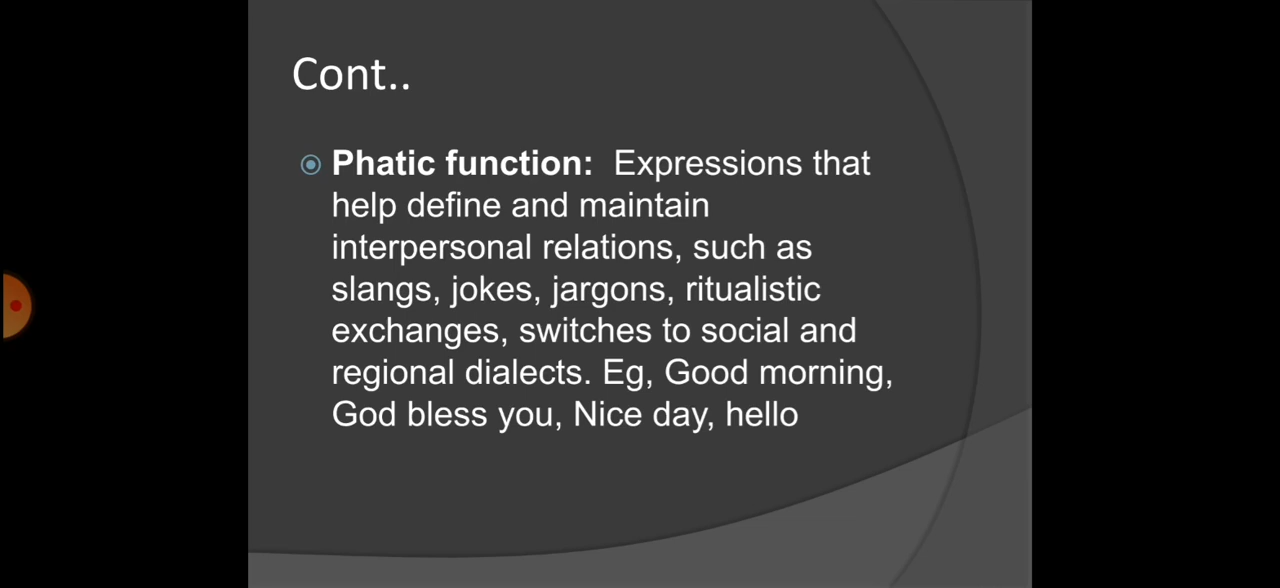 Cont..
Phatic function: Expressions that
help define and maintain
interpersonal relations, such as
slangs, jokes, jargons, ritualistic
exchanges, switches to social and
regional dialects. Eg, Good morning,
God bless you, Nice day, hello